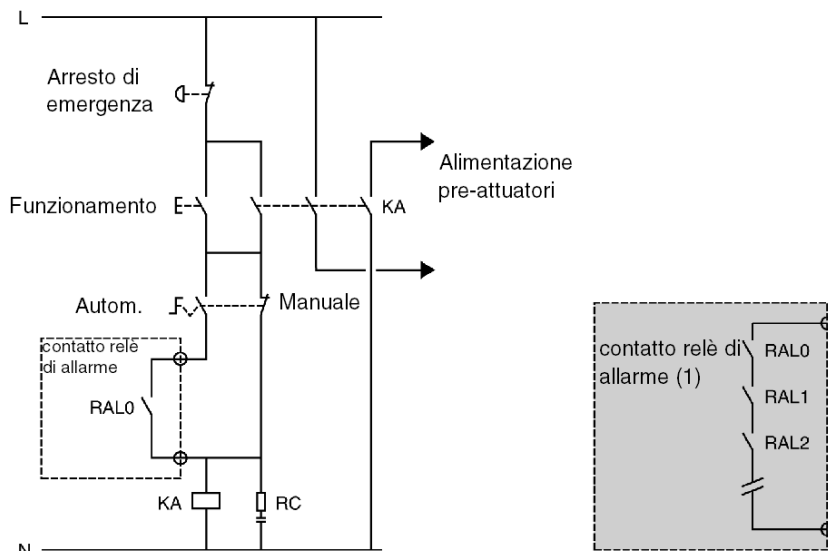 L
Arresto di
emergenza
Alimentazione
pre-attuatori
Funzionamento
KA
Autom.
Manuale
contatto relè
di allarme
RAL0
KA
RC
N
contatto relè di
allarme (1)
RAL0
RAL1
RAL2